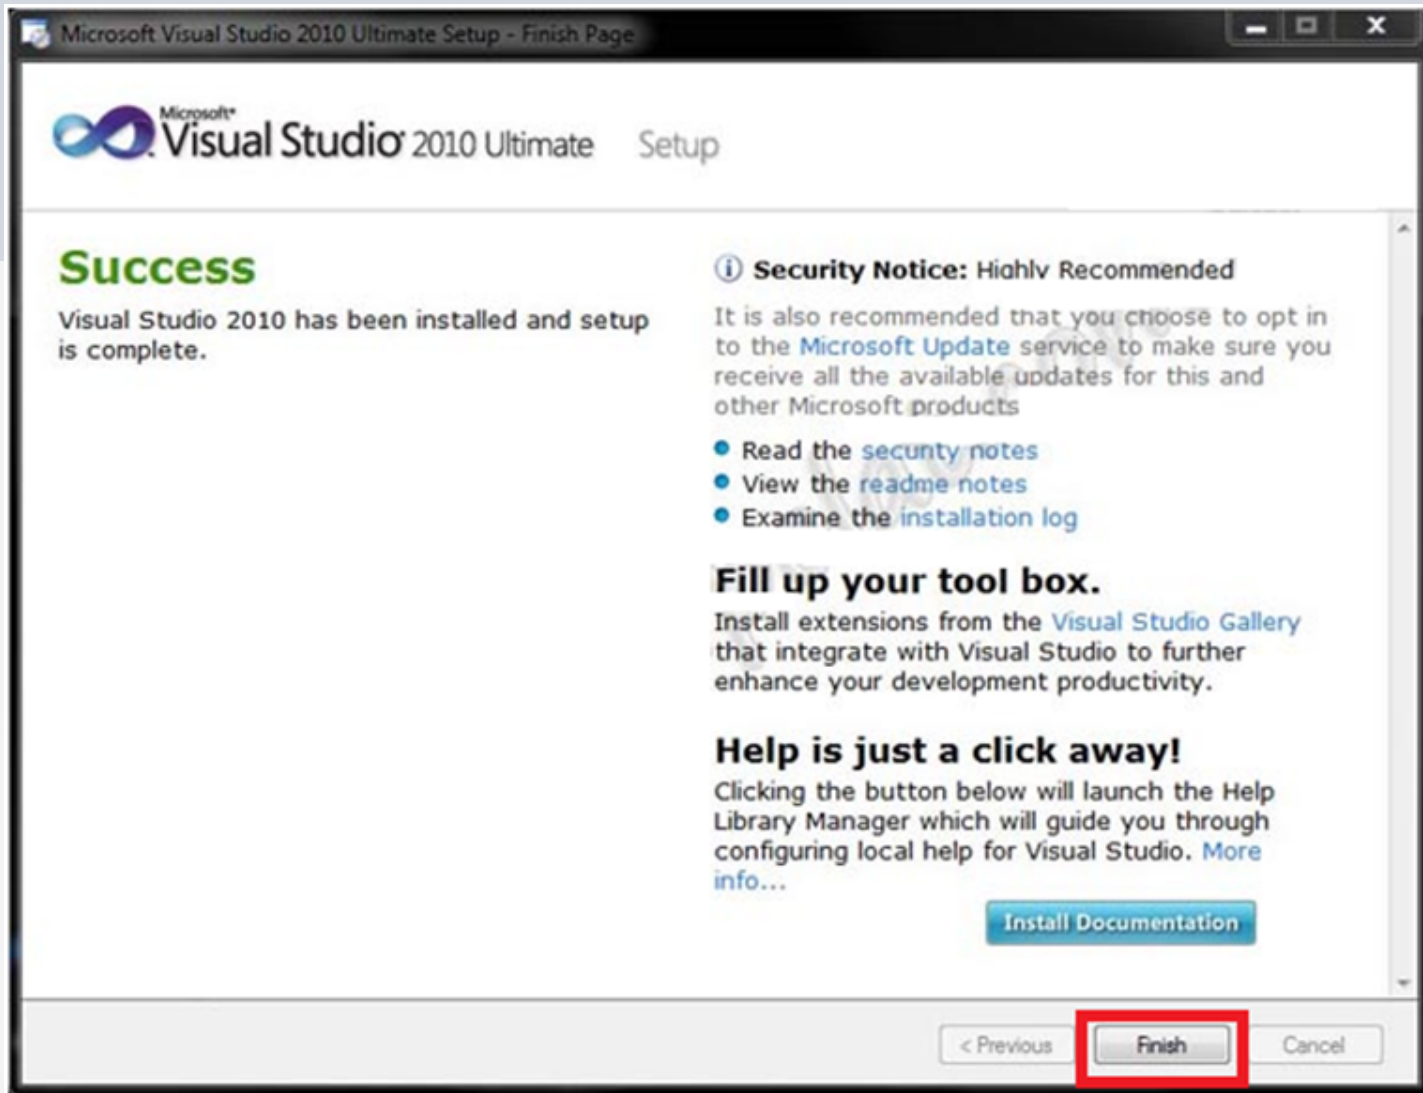 Microsoft Visual Studio 2010 Ultimate Setup - Finish Page
Microsoft
Visual Studio 2010 Ultimate Setup
Success
Visual Studio 2010 has been installed and setup
is complete.
Security Notice: Highly Recommended
It is also recommended that you choose to opt in
to the Microsoft Update service to make sure you
receive all the available updates for this and
other Microsoft products
Read the security notes
View the readme notes
Examine the installation log
Fill up your tool box.
Install extensions from the Visual Studio Gallery
that integrate with Visual Studio to further
enhance your development productivity.
Help is just a click away!
Clicking the button below will launch the Help
Library Manager which will guide you through
configuring local help for Visual Studio. More
info...
Install Documentation
< Previous
Finish
Cancel